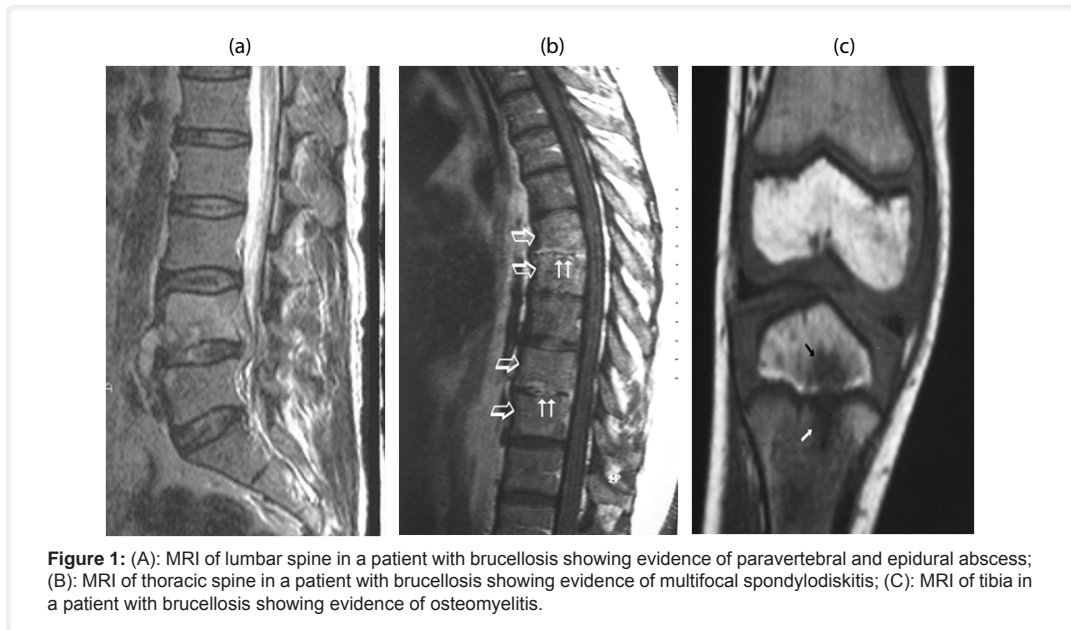 (a) (b) (c)
Figure 1: (A): MRI of lumbar spine in a patient with brucellosis showing evidence of paravertebral and epidural abscess;
(B): MRI of thoracic spine in a patient with brucellosis showing evidence of multifocal spondylodiskitis; (C): MRI of tibia in
a patient with brucellosis showing evidence of osteomyelitis.